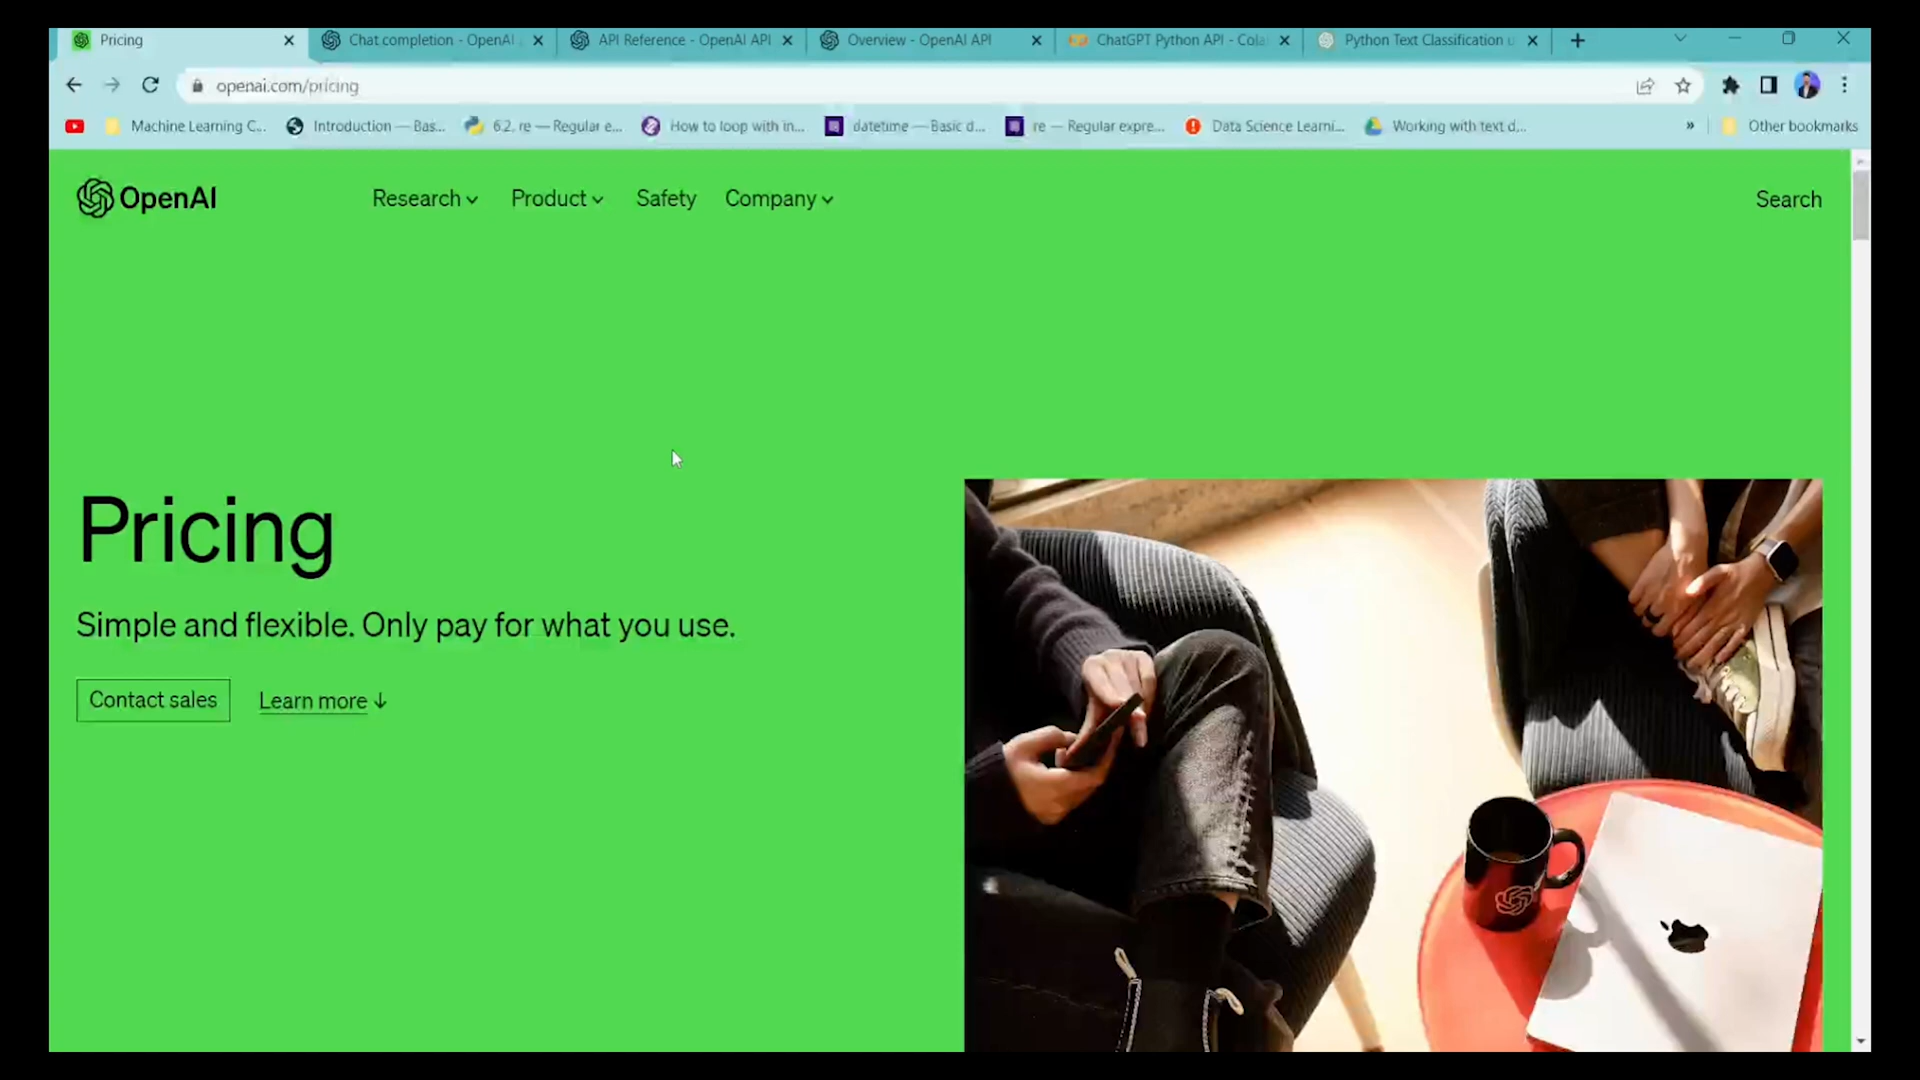 Pricing
Chat completion - OpenAI
API Reference - OpenAI API
Overview - OpenAI API
ChatGPT Python API - Cola
Python Text Classification
openai.com/pricing
Machine Learning C...
Introduction — Bas...
6.2. re — Regular e...
How to loop with in...
datetime — Basic d...
re — Regular expre...
Data Science Learni...
Working with text d...
»
Other bookmarks
OpenAI
Research
Product
Safety
Company
Search
Pricing
Simple and flexible. Only pay for what you use.
Contact sales
Learn more ↓